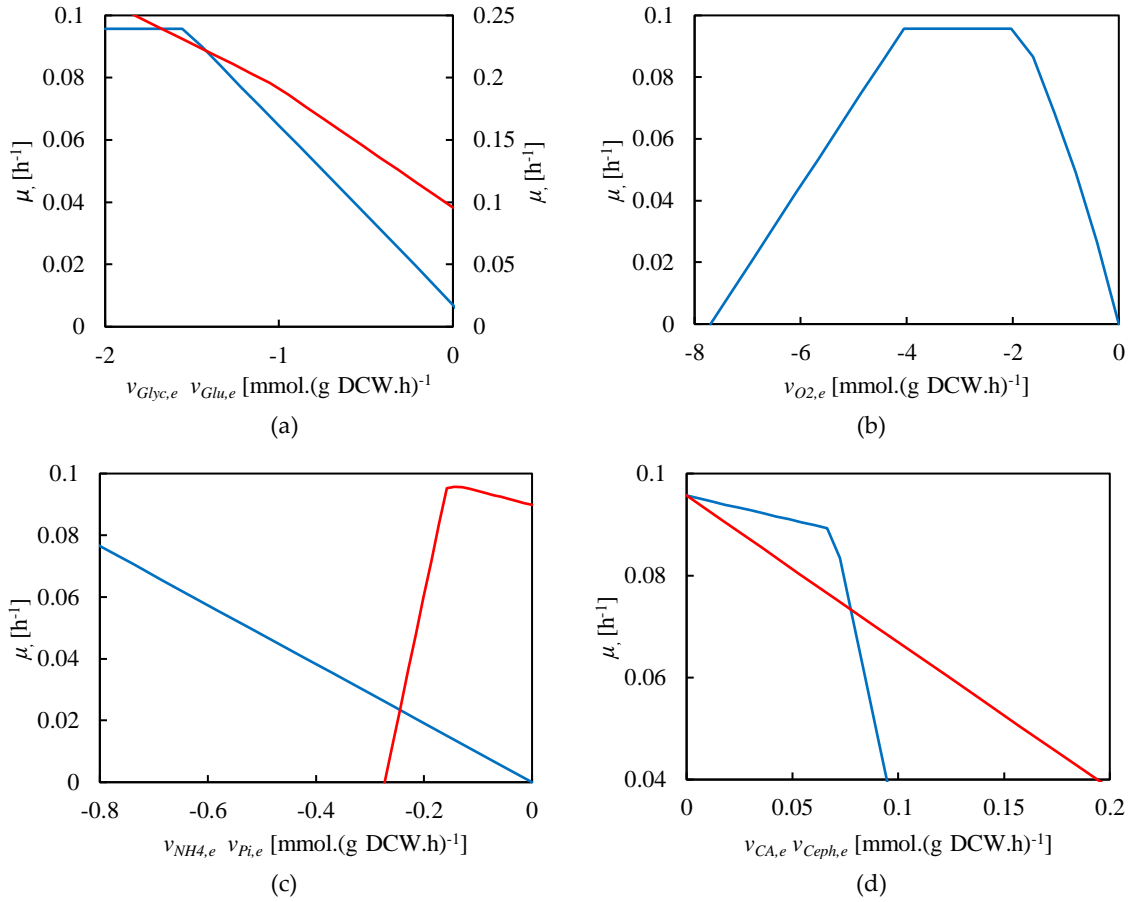 0.1
0.08
0.06
0.04
0.02
0
0.25
0.2
0.15
0.1
0.05
0
μ, [h-1]
μ, [h-1]
-2 -1 0
vGlyc,e vGlu,e [mmol.(g DCW.h)-1
(a)
0.1
0.08
0.06
0.04
0.02
0
μ, [h-1]
-8 -6 -4 -2 0
vO2,e [mmol.(g DCW.h)-1]
(b)
0.1
0.08
0.06
0.04
0.02
0
μ, [h-1]
-0.8 -0.6 -0.4 -0.2 0
vNH4,e vPi,e [mmol.(g DCW.h)-1]
(c)
0.1
0.08
0.06
0.04
μ, [h-1]
0 0.05 0.1 0.15 0.2
vCA,e vCeph,e [mmol.(g DCW.h)-1]
(d)